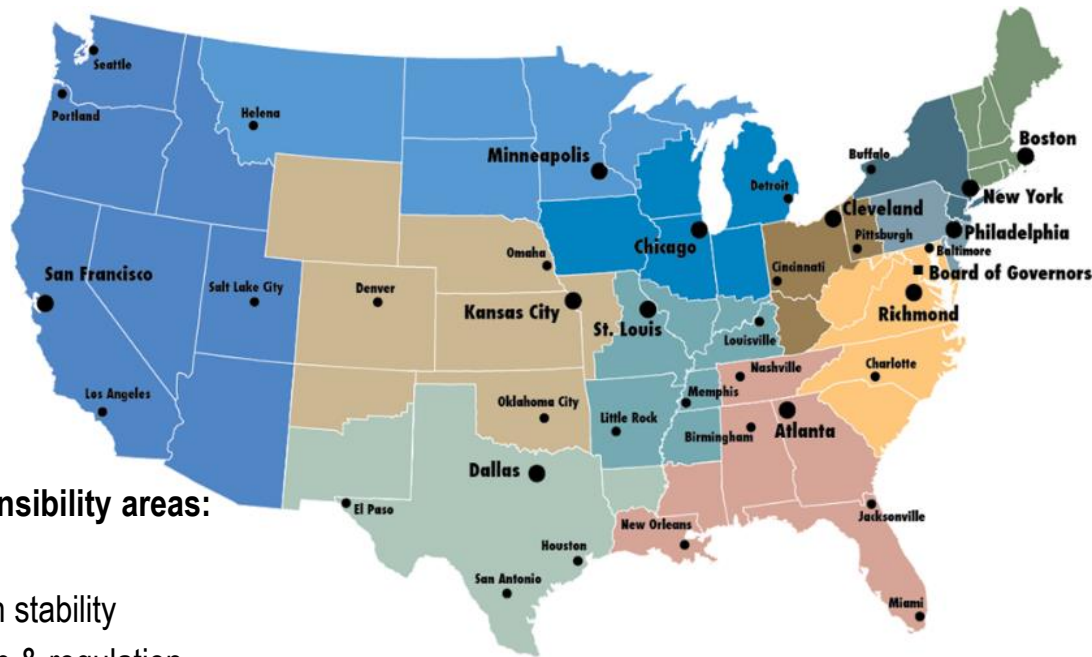 Seattle
Portland
Helena
Minneapolis
Buffalo
Boston
Detroit
New York
Cleveland
Chicago
Pittsburgh
Philadelphia
Baltimore
Omaha
Cincinnati
Board of Governors
San Francisco
Salt Lake City
Denver
Kansas City
St. Louis
Richmond
Louisville
Nashville
Charlotte
Los Angeles
Memphis
Oklahoma City
Little Rock
Atlanta
Birmingham
Dallas
nsibility areas:
El Paso
Jacksonville
New Orleans
Houston
San Antonio
stability
Miami
& regulation